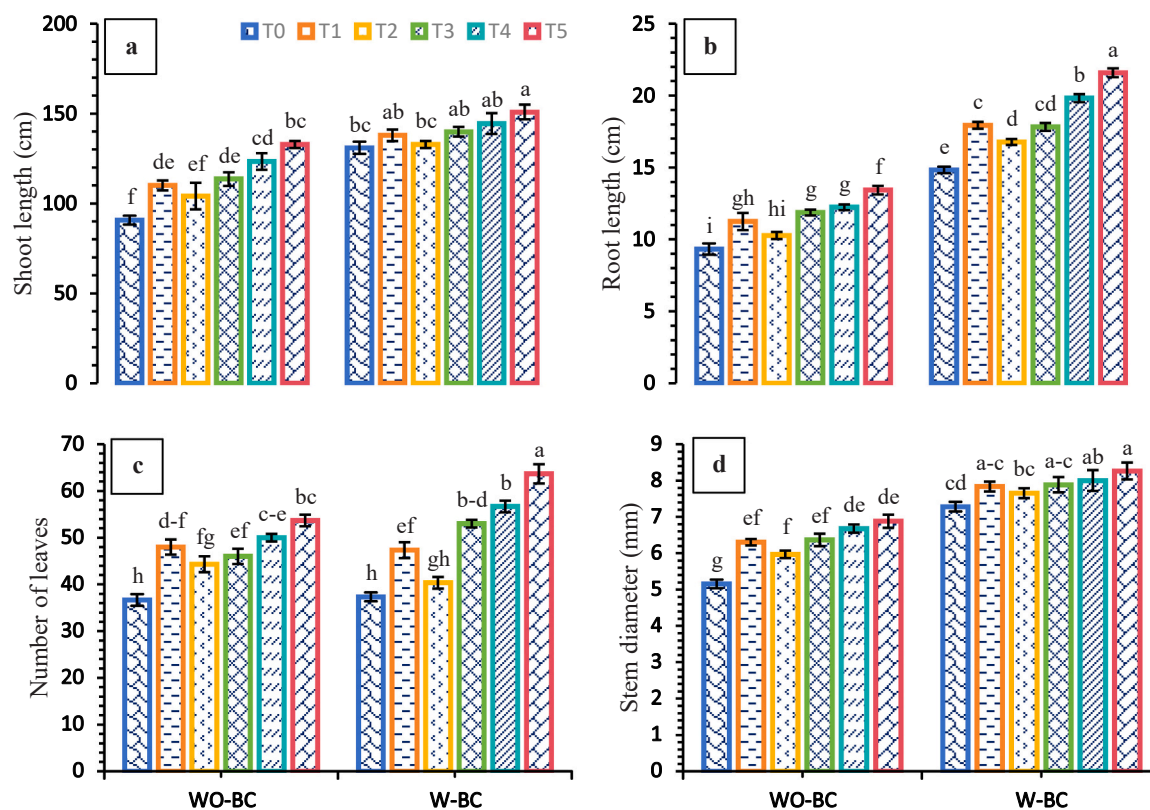 a
T0 T1 T2 T3 T4 T5
Shoot length (cm)
200
150
100
50
0
f de ef de cd bc
bc ab bc ab ab a
b
Root length (cm)
25
20
15
10
5
0
i gh hi g g f
e c d cd b a
c
Number of leaves
70
60
50
40
30
20
10
0
h d-f fg ef c-e bc
h ef gh b-d b a
WO-BC W-BC
d
Stem diameter (mm)
9
8
7
6
5
4
3
2
1
0
g ef f ef de de
cd a-c bc a-c ab a
WO-BC W-BC